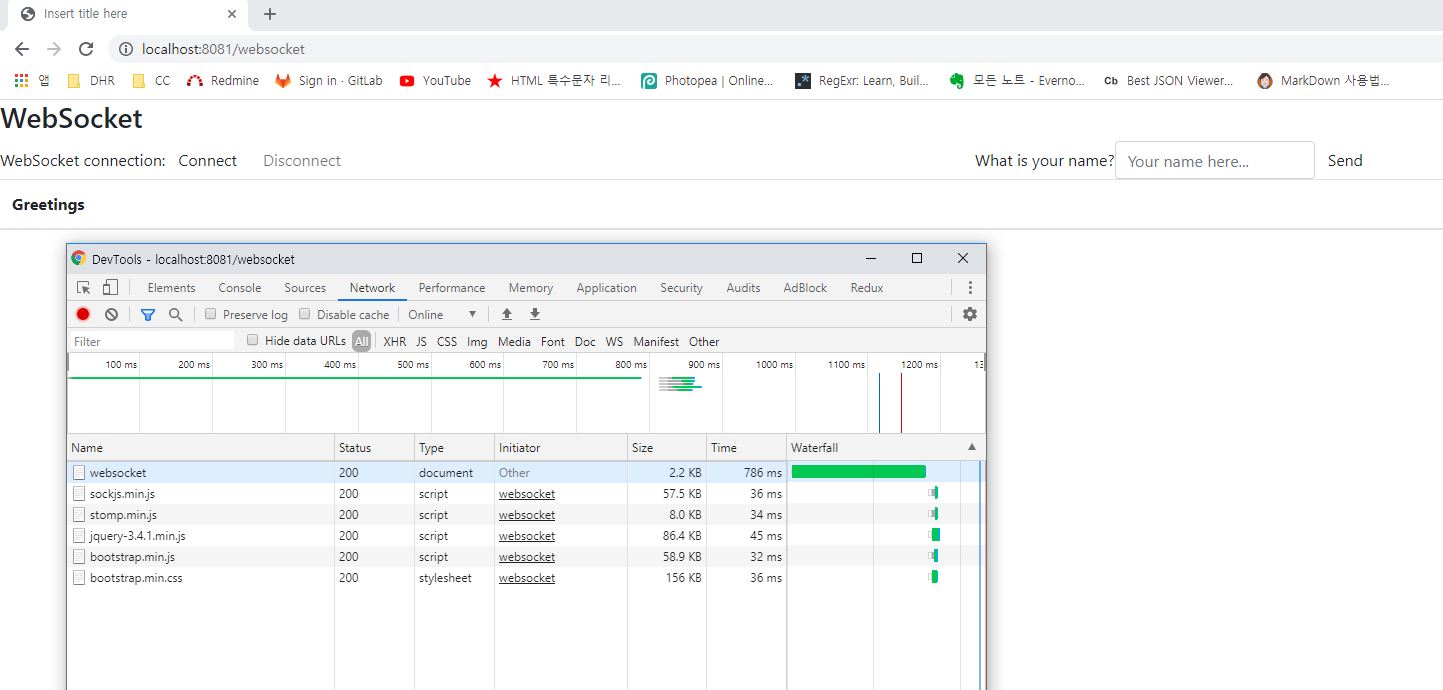 Insert title here
localhost:8081/websocket
앱 DHR CC Redmine Sign in · GitLab YouTube HTML 특수문자 리... Photopea | Online... RegExr: Learn, Buil... 모든 노트 - Everno... Cb Best JSON Viewer... MarkDown 사용법...
WebSocket
WebSocket connection: Connect Disconnect What is your name? Your name here... Send
Greetings
DevTools - localhost:8081/websocket
Elements Console Sources Network Performance Memory Application Security Audits AdBlock Redux
Preserve log Disable cache Online
Filter Hide data URLs All XHR JS CSS Img Media Font Doc WS Manifest Other
100 ms 200 ms 300 ms 400 ms 500 ms 600 ms 700 ms 800 ms 900 ms 1000 ms 1100 ms 1200 ms
Name Status Type Initiator Size Time Waterfall
websocket 200 document Other 2.2 KB 786 ms
sockjs.min.js 200 script websocket 57.5 KB 36 ms
stomp.min.js 200 script websocket 8.0 KB 34 ms
jquery-3.4.1.min.js 200 script websocket 86.4 KB 45 ms
bootstrap.min.js 200 script websocket 58.9 KB 32 ms
bootstrap.min.css 200 stylesheet websocket 156 KB 36 ms